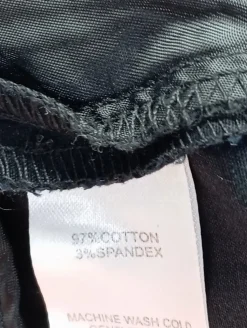 97% COTTON
3% SPANDEX
MACHINE WASH COLD